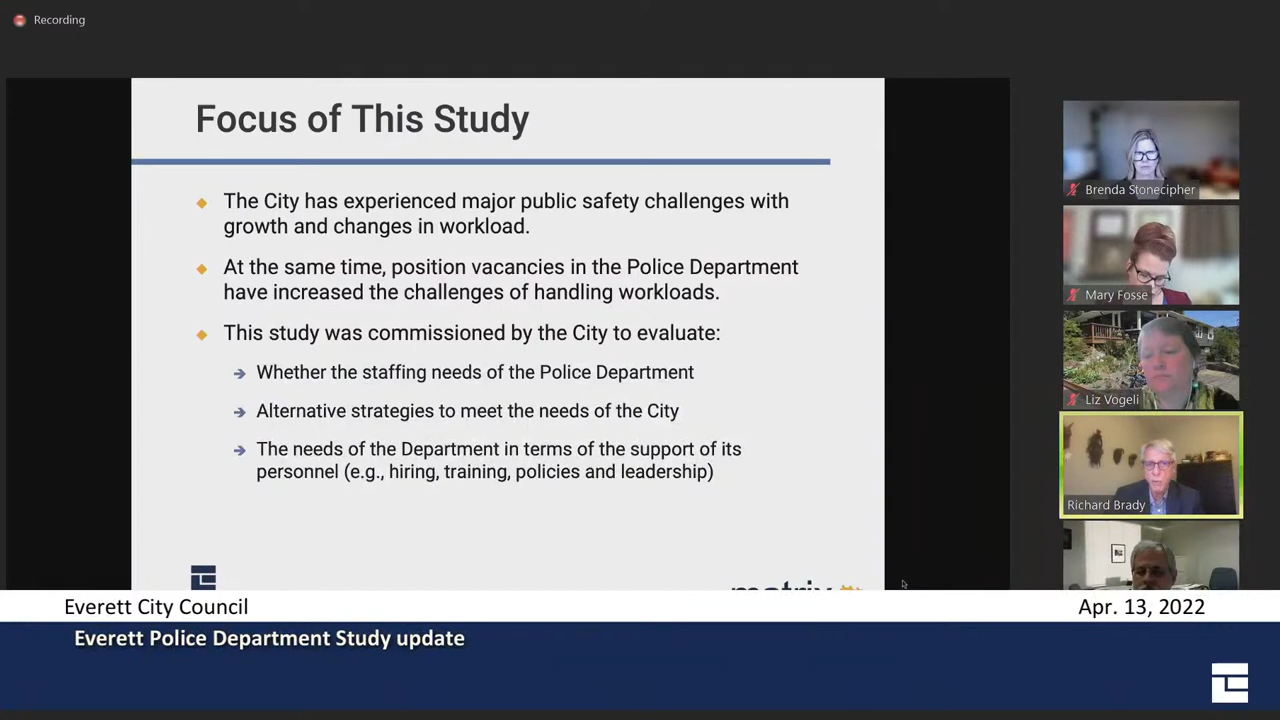 Recording
Focus of This Study
The City has experienced major public safety challenges with
growth and changes in workload.
At the same time, position vacancies in the Police Department
have increased the challenges of handling workloads.
This study was commissioned by the City to evaluate:
Whether the staffing needs of the Police Department
Alternative strategies to meet the needs of the City
The needs of the Department in terms of the support of its
personnel (e.g., hiring, training, policies and leadership)
matrix
Brenda Stonecipher
Mary Fosse
Liz Vogeli
Richard Brady
Everett City Council
Apr. 13, 2022
Everett Police Department Study update